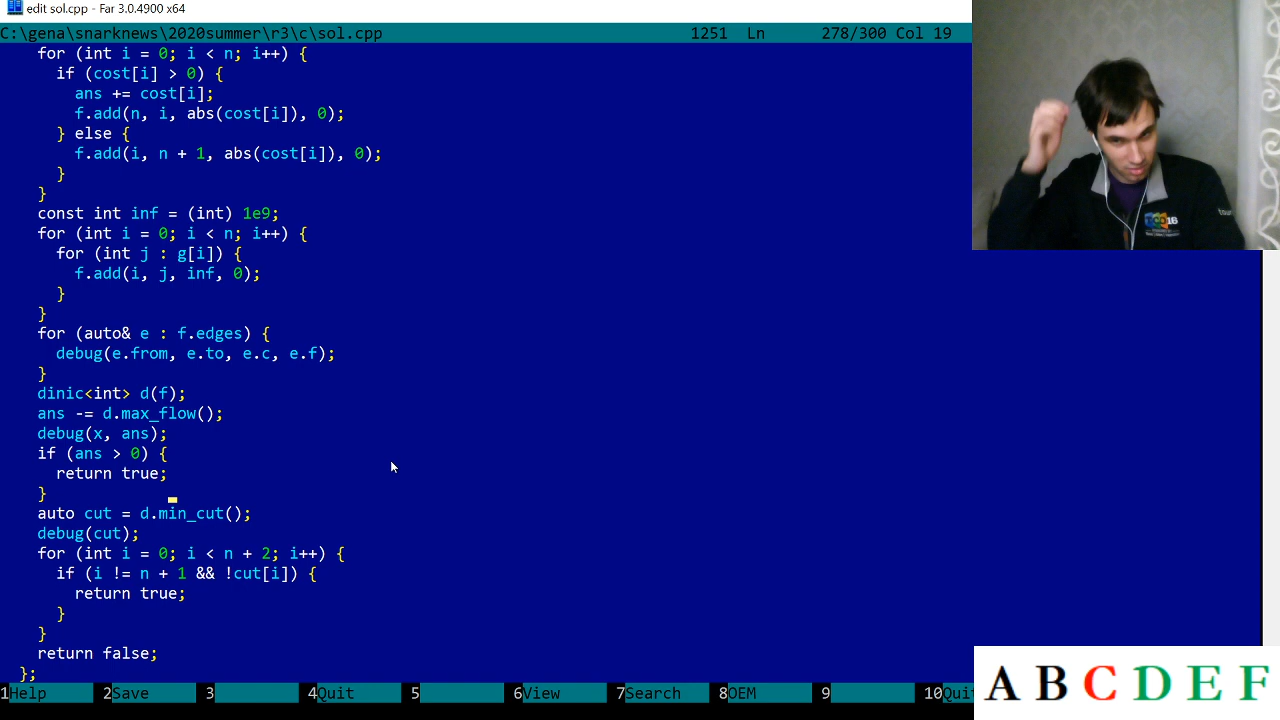 edit sol.cpp - Far 3.0.4900 x64
C:\gena\snarknews\2020summer\r3\c\sol.cpp 1251 Ln 278/300 Col 19
for (int i = 0; i < n; i++) {
if (cost[i] > 0) {
ans += cost[i];
f.add(n, i, abs(cost[i]), 0);
} else {
f.add(i, n + 1, abs(cost[i]), 0);
}
}
const int inf = (int) 1e9;
for (int i = 0; i < n; i++) {
for (int j : g[i]) {
f.add(i, j, inf, 0);
}
}
for (auto& e : f.edges) {
debug(e.from, e.to, e.c, e.f);
}
dinic<int> d(f);
ans -= d.max_flow();
debug(x, ans);
if (ans > 0) {
return true;
}
auto cut = d.min_cut();
debug(cut);
for (int i = 0; i < n + 2; i++) {
if (i != n + 1 && !cut[i]) {
return true;
}
}
return false;
};
1Help 2Save 3 4Quit 5 6View 7Search 8OEM 9 10Qui
A B C D E F